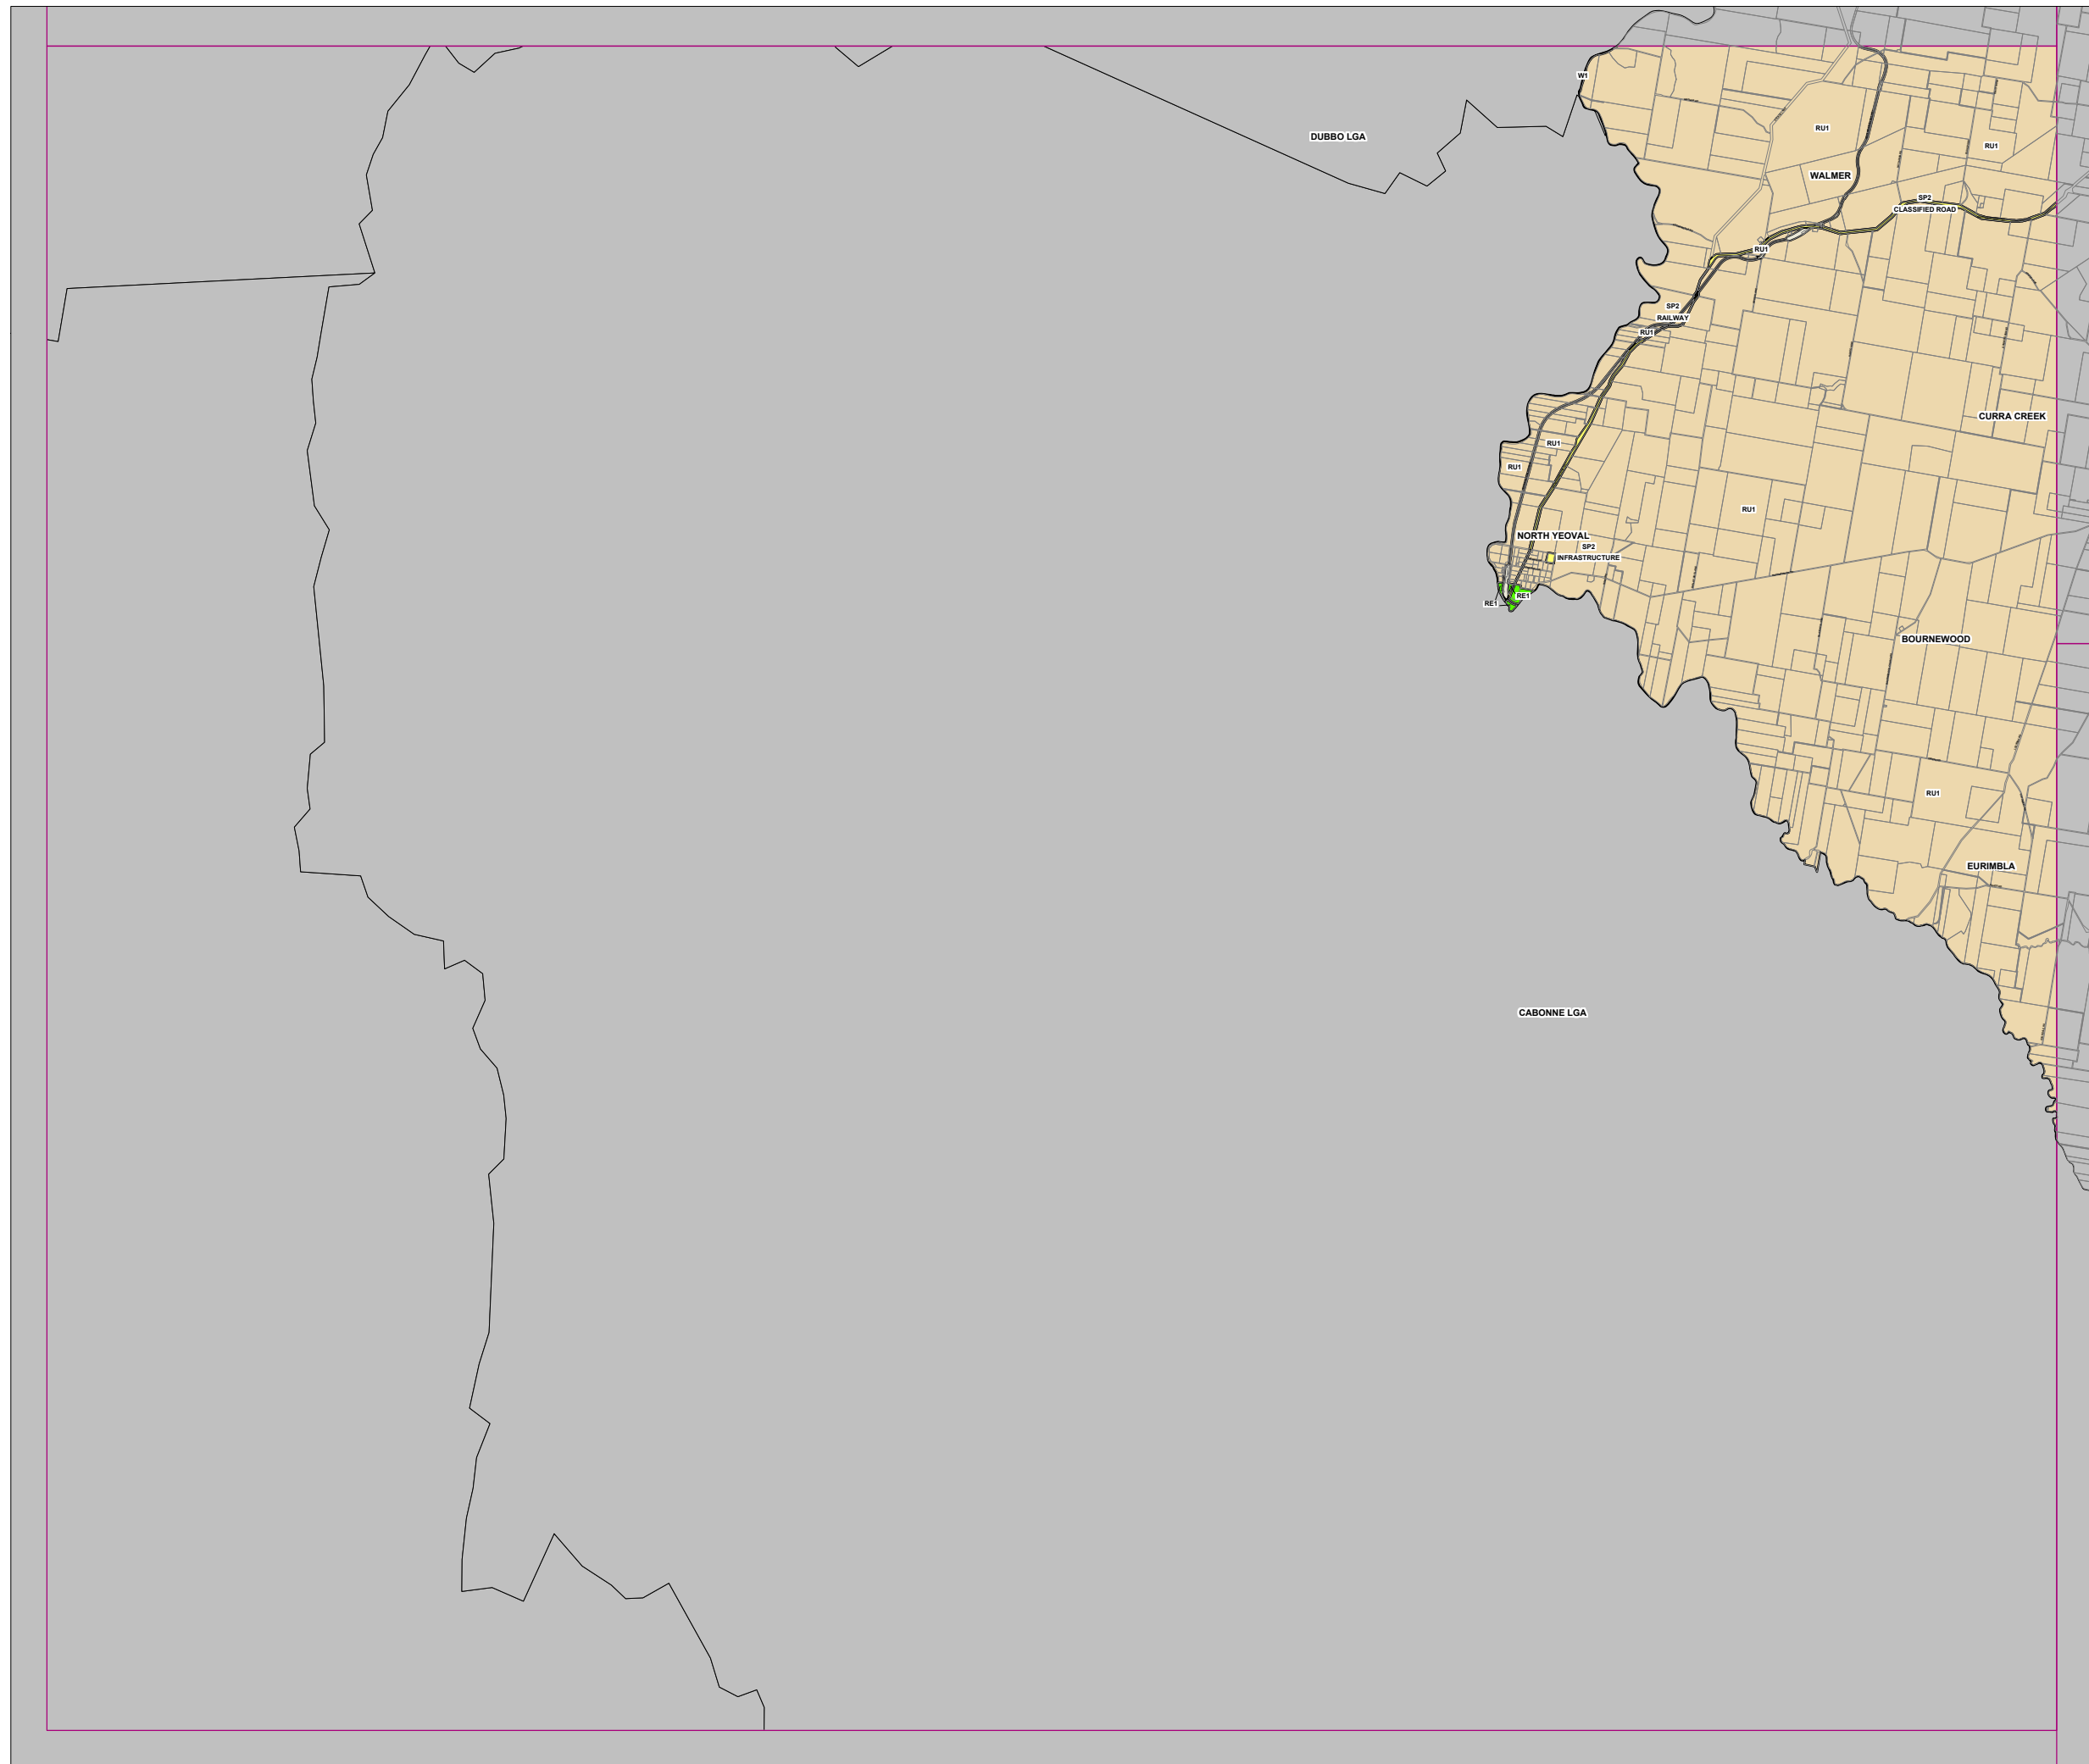 W1
DUBBO LGA
RU1
RU1
WALMER
SP2
CLASSIFIED ROAD
RU1
SP2
RAILWAY
RU1
CURRA CREEK
RU1
RU1
RU1
NORTH YEOVAL
SP2
INFRASTRUCTURE
RE1
RE1
BOURNEWOOD
RU1
EURIMBLA
CABONNE LGA